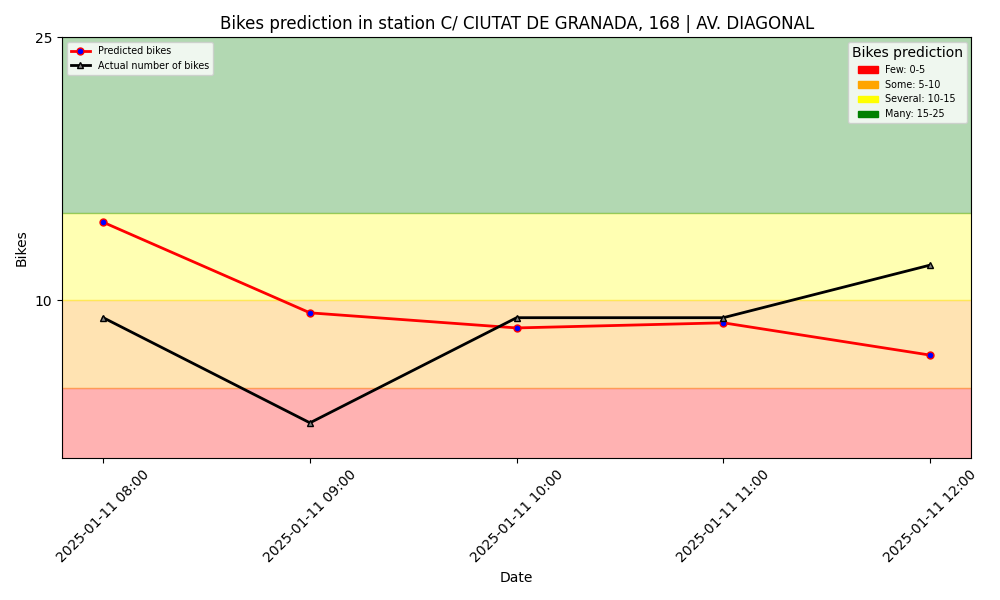 Bikes prediction in station C/ CIUTAT DE GRANADA, 168 | AV. DIAGONAL
25
10
Bikes
Predicted bikes
Actual number of bikes
Bikes prediction
Few: 0-5
Some: 5-10
Several: 10-15
Many: 15-25
2025-01-11 08:00
2025-01-11 09:00
2025-01-11 10:00
2025-01-11 11:00
2025-01-11 12:00
Date